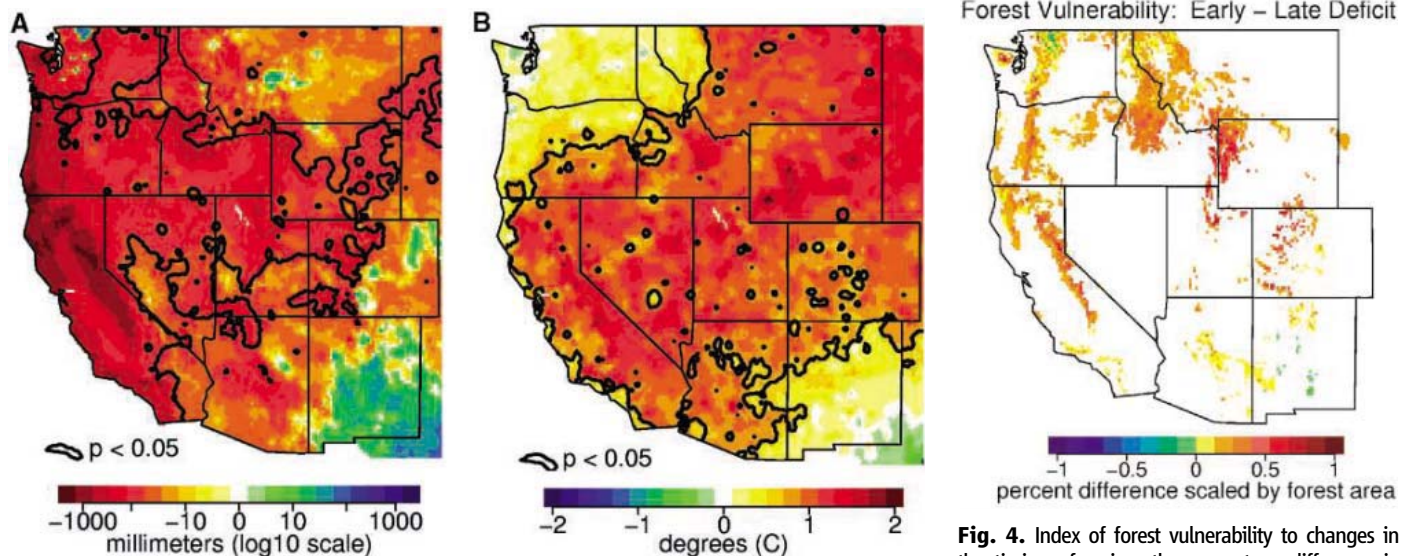 A
p < 0.05
-1000 -10 0 10 1000
millimeters (log10 scale)
B
p < 0.05
-2 -1 0 1 2
degrees (C)
Forest Vulnerability: Early – Late Deficit
-1 -0.5 0 0.5 1
percent difference scaled by forest area
Fig. 4. Index of forest vulnerability to changes in